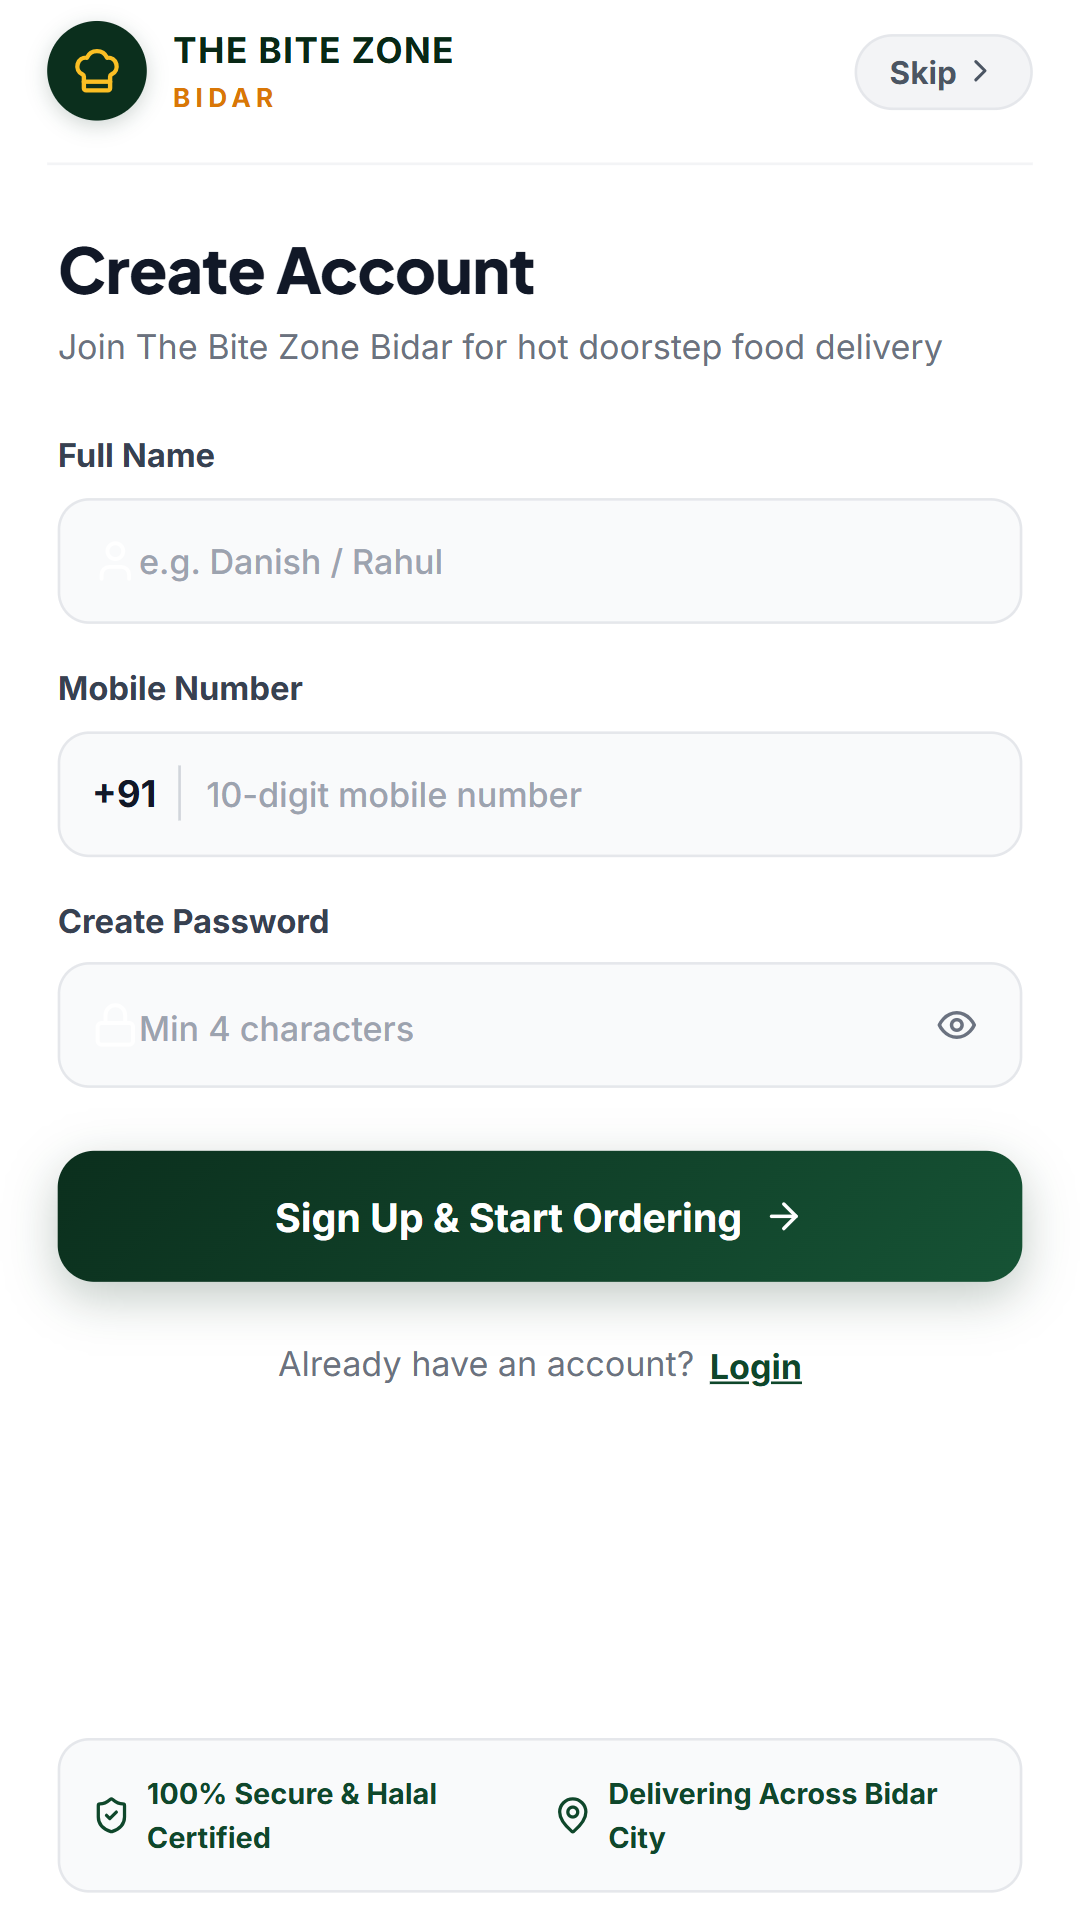 THE BITE ZONE
BIDAR
Skip
Create Account
Join The Bite Zone Bidar for hot doorstep food delivery
Full Name
e.g. Danish / Rahul
Mobile Number
+91
10-digit mobile number
Create Password
Min 4 characters
Sign Up & Start Ordering
Already have an account? Login
100% Secure & Halal
Certified
Delivering Across Bidar
City